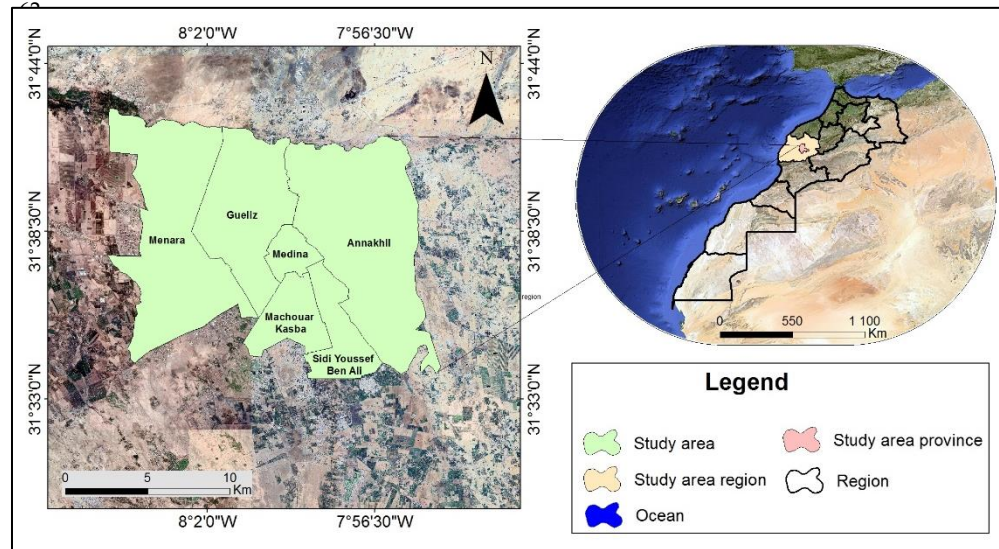 62
8°2'0"W
7°56'30"W
31°44'0"N
31°44'0"N
N
Gueliz
Menara
Annakhil
31°38'30"N
31°38'30"N
Medina
region
Machouar
Kasba
Sidi Youssef
Ben Ali
31°33'0"N
31°33'0"N
0 5 10
Km
8°2'0"W
7°56'30"W
0 550 1 100
Km
Legend
Study area
Study area province
Study area region
Region
Ocean